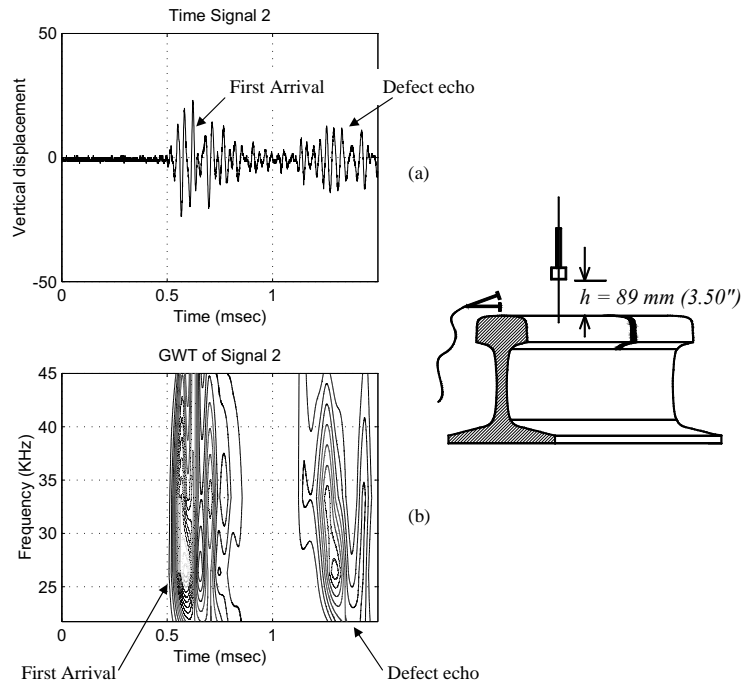 Time Signal 2
50
0
-50
Vertical displacement
First Arrival
Defect echo
0
0.5
1
Time (msec)
(a)
h = 89 mm (3.50")
GWT of Signal 2
45
40
35
30
25
Frequency (KHz)
0
0.5
1
Time (msec)
(b)
First Arrival
Defect echo